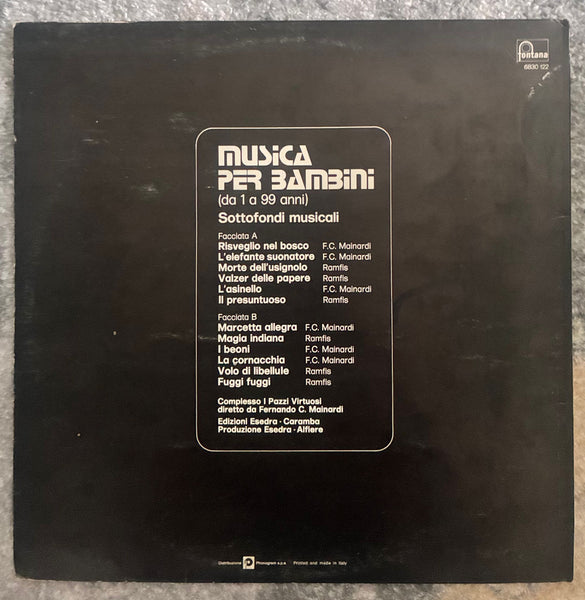 fontana
6830 122
MUSICA
PER BAMBINI
(da 1 a 99 anni)
Sottofondi musicali
Facciata A
Risveglio nel bosco F.C. Mainardi
L'elefante suonatore F.C. Mainardi
Morte dell'usignolo Ramfis
Valzer delle papere Ramfis
L'asinello F.C. Mainardi
Il presuntuoso Ramfis
Facciata B
Marcetta allegra F.C. Mainardi
Magia indiana Ramfis
I beoni F.C. Mainardi
La cornacchia F.C. Mainardi
Volo di libellule Ramfis
Fuggi fuggi Ramfis
Complesso I Pazzi Virtuosi
diretto da Fernando C. Mainardi
Edizioni Esedra · Caramba
Produzione Esedra · Alfiere
Distribuzione P Phonogram s.p.a. Printed and made in Italy